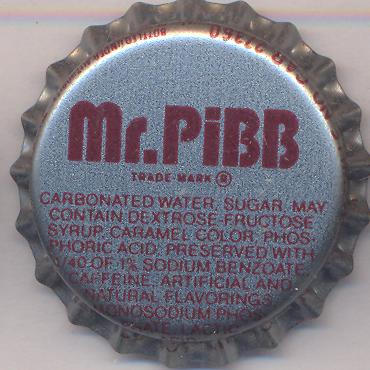 Mr.PiBB
TRADE MARK ®
CARBONATED WATER, SUGAR, MAY
CONTAIN DEXTROSE-FRUCTOSE
SYRUP, CARAMEL COLOR, PHOS-
PHORIC ACID, PRESERVED WITH
1/40 OF 1% SODIUM BENZOATE,
CAFFEINE, ARTIFICIAL AND
NATURAL FLAVORINGS,
MONOSODIUM PHOS-